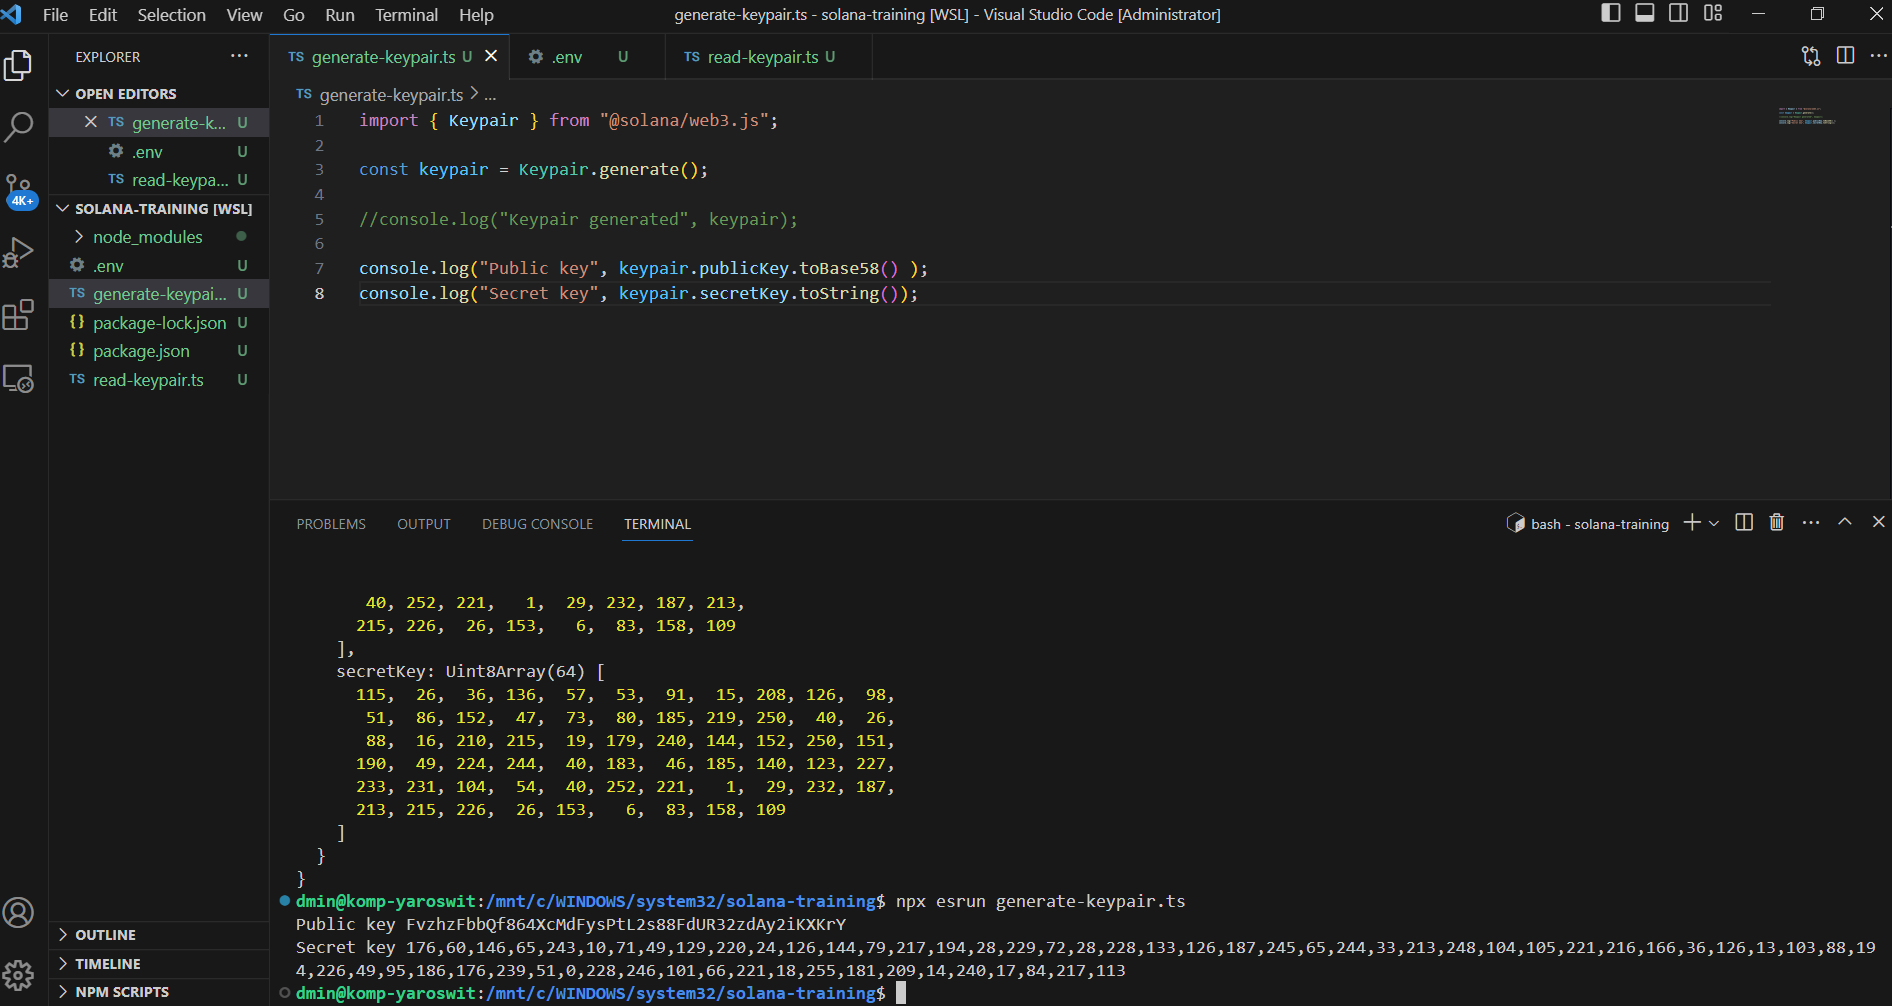 File Edit Selection View Go Run Terminal Help
generate-keypair.ts - solana-training [WSL] - Visual Studio Code [Administrator]
EXPLORER
OPEN EDITORS
TS generate-k... U
.env U
TS read-keypa... U
4K+
SOLANA-TRAINING [WSL]
node_modules
.env U
TS generate-keypai... U
{} package-lock.json U
{} package.json U
TS read-keypair.ts U
OUTLINE
TIMELINE
NPM SCRIPTS
TS generate-keypair.ts U .env U TS read-keypair.ts U
TS generate-keypair.ts > ...
1 import { Keypair } from "@solana/web3.js";
2
3 const keypair = Keypair.generate();
4
5 //console.log("Keypair generated", keypair);
6
7 console.log("Public key", keypair.publicKey.toBase58() );
8 console.log("Secret key", keypair.secretKey.toString());
PROBLEMS OUTPUT DEBUG CONSOLE TERMINAL
bash - solana-training
40, 252, 221, 1, 29, 232, 187, 213,
215, 226, 26, 153, 6, 83, 158, 109
],
secretKey: Uint8Array(64) [
115, 26, 36, 136, 57, 53, 91, 15, 208, 126, 98,
51, 86, 152, 47, 73, 80, 185, 219, 250, 40, 26,
88, 16, 210, 215, 19, 179, 240, 144, 152, 250, 151,
190, 49, 224, 244, 40, 183, 46, 185, 140, 123, 227,
233, 231, 104, 54, 40, 252, 221, 1, 29, 232, 187,
213, 215, 226, 26, 153, 6, 83, 158, 109
]
}
}
dmin@komp-yaroswit:/mnt/c/WINDOWS/system32/solana-training$ npx esrun generate-keypair.ts
Public key FvzhzFbbQf864XcMdFysPtL2s88FdUR32zdAy2iKXKrY
Secret key 176,60,146,65,243,10,71,49,129,220,24,126,144,79,217,194,28,229,72,28,228,133,126,187,245,65,244,33,213,248,104,105,221,216,166,36,126,13,103,88,19
4,226,49,95,186,176,239,51,0,228,246,101,66,221,18,255,181,209,14,240,17,84,217,113
dmin@komp-yaroswit:/mnt/c/WINDOWS/system32/solana-training$